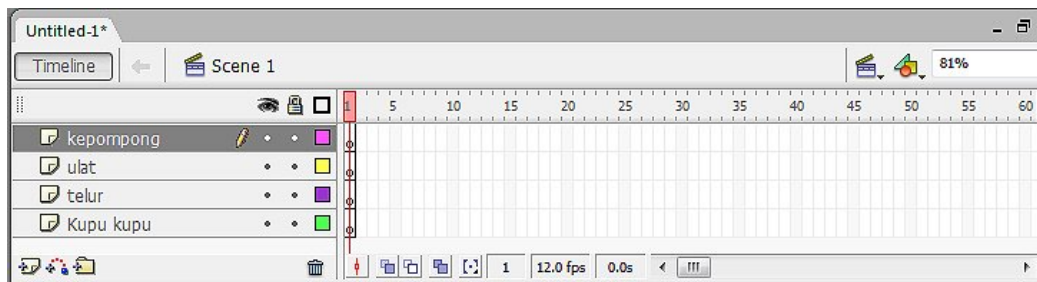 Untitled-1*
Timeline Scene 1 81%
1 5 10 15 20 25 30 35 40 45 50 55 60
kepompong
ulat
telur
Kupu kupu
1 12.0 fps 0.0s